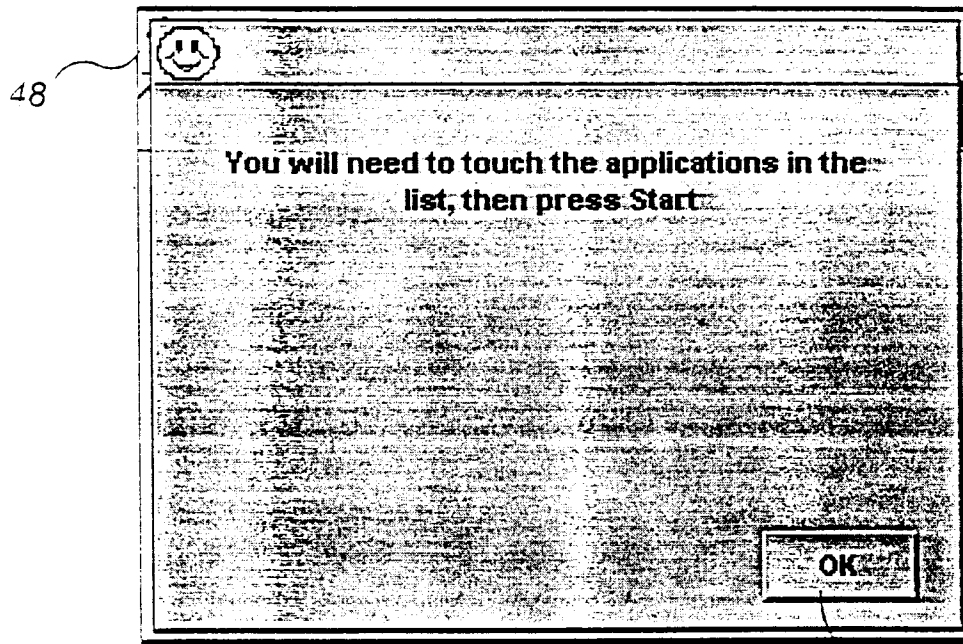 48
You will need to touch the applications in the
list, then press Start
OK